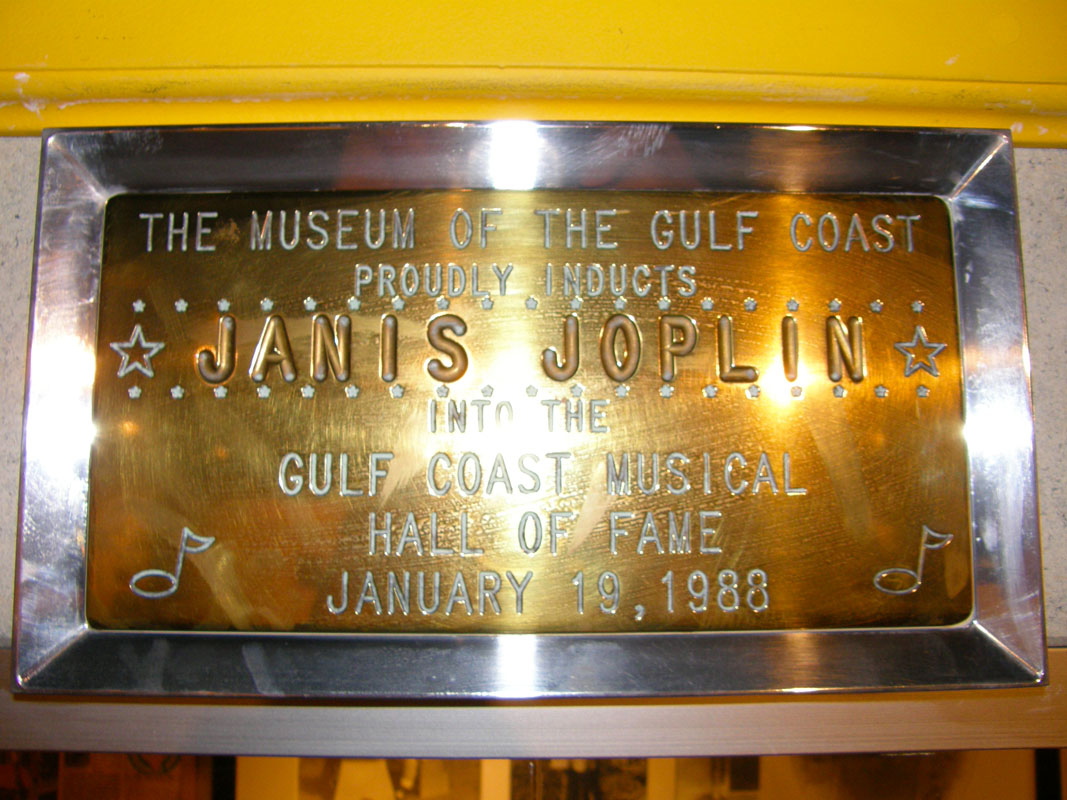 THE MUSEUM OF THE GULF COAST
PROUDLY INDUCTS
JANIS JOPLIN
INTO THE
GULF COAST MUSICAL
HALL OF FAME
JANUARY 19, 1988